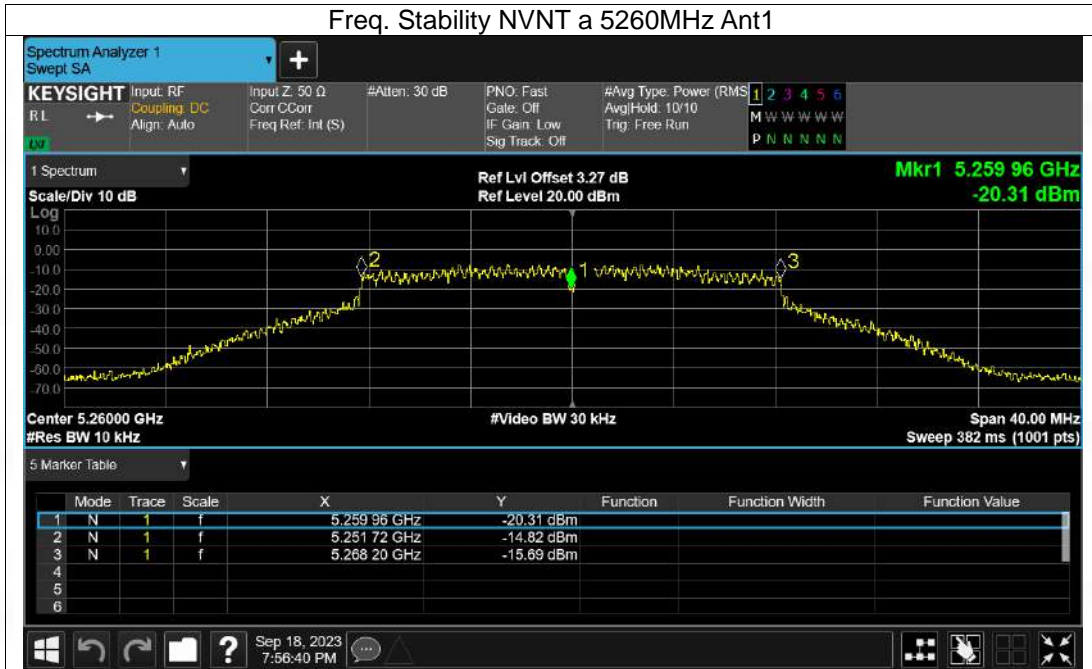 Freq. Stability NVNT a 5260MHz Ant1
Spectrum Analyzer 1
Swept SA
+
KEYSIGHT Input: RF Input Z: 50 Ω #Atten: 30 dB PNO: Fast #Avg Type: Power (RMS 1 2 3 4 5 6
RL Coupling: DC Corr CCorr Gate: Off Avg|Hold: 10/10 M W W W W W
Align: Auto Freq Ref: Int (S) IF Gain: Low Trig: Free Run
LXI Sig Track: Off P N N N N N
1 Spectrum Ref Lvl Offset 3.27 dB Mkr1 5.259 96 GHz
Scale/Div 10 dB Ref Level 20.00 dBm -20.31 dBm
Log
10.0
0.00
-10.0
-20.0
-30.0
-40.0
-50.0
-60.0
-70.0
2 1 3
Center 5.26000 GHz #Video BW 30 kHz Span 40.00 MHz
#Res BW 10 kHz Sweep 382 ms (1001 pts)
5 Marker Table
Mode Trace Scale X Y Function Function Width Function Value
1 N 1 f 5.259 96 GHz -20.31 dBm
2 N 1 f 5.251 72 GHz -14.82 dBm
3 N 1 f 5.268 20 GHz -15.69 dBm
4
5
6
? Sep 18, 2023
7:56:40 PM